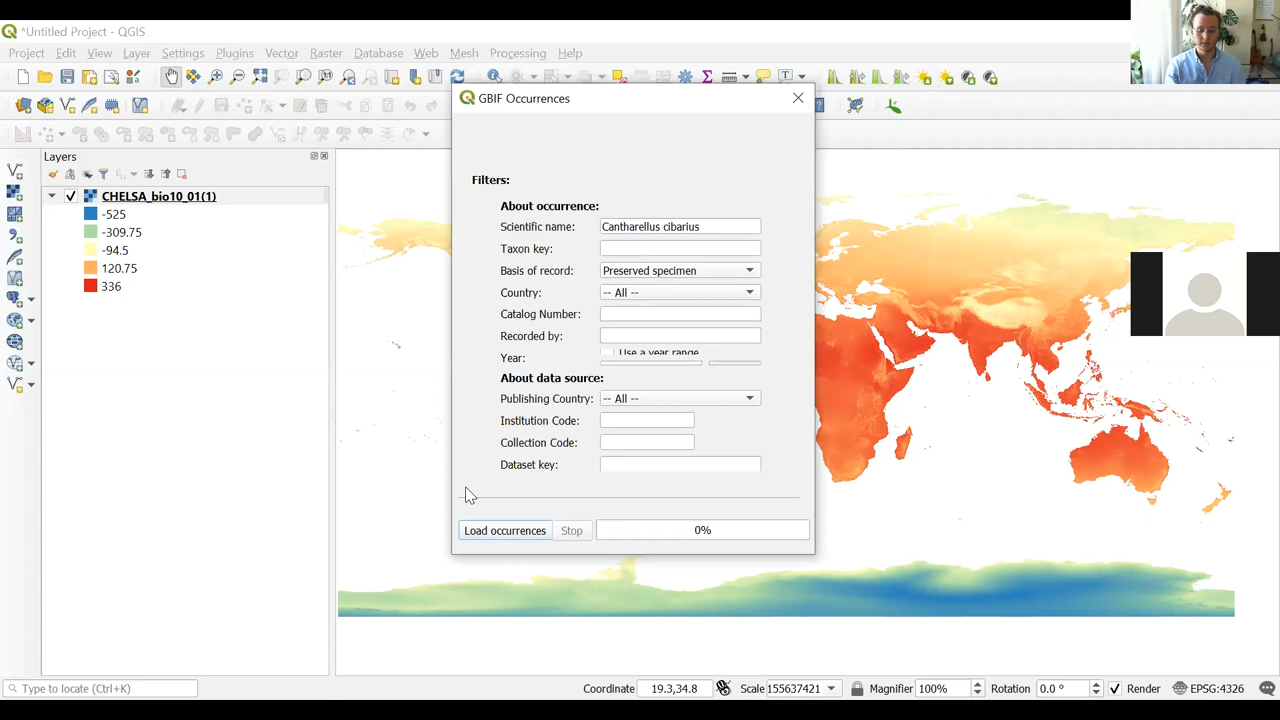 *Untitled Project - QGIS
Project Edit View Layer Settings Plugins Vector Raster Database Web Mesh Processing Help
GBIF Occurrences
Layers
CHELSA_bio10_01(1)
-525
-309.75
-94.5
120.75
336
Filters:
About occurrence:
Scientific name: Cantharellus cibarius
Taxon key:
Basis of record: Preserved specimen
Country: -- All --
Catalog Number:
Recorded by:
Use a year range
Year:
About data source:
Publishing Country: -- All --
Institution Code:
Collection Code:
Dataset key:
Load occurrences Stop 0%
Type to locate (Ctrl+K) Coordinate 19.3,34.8 Scale 155637421 Magnifier 100% Rotation 0.0 ° Render EPSG:4326